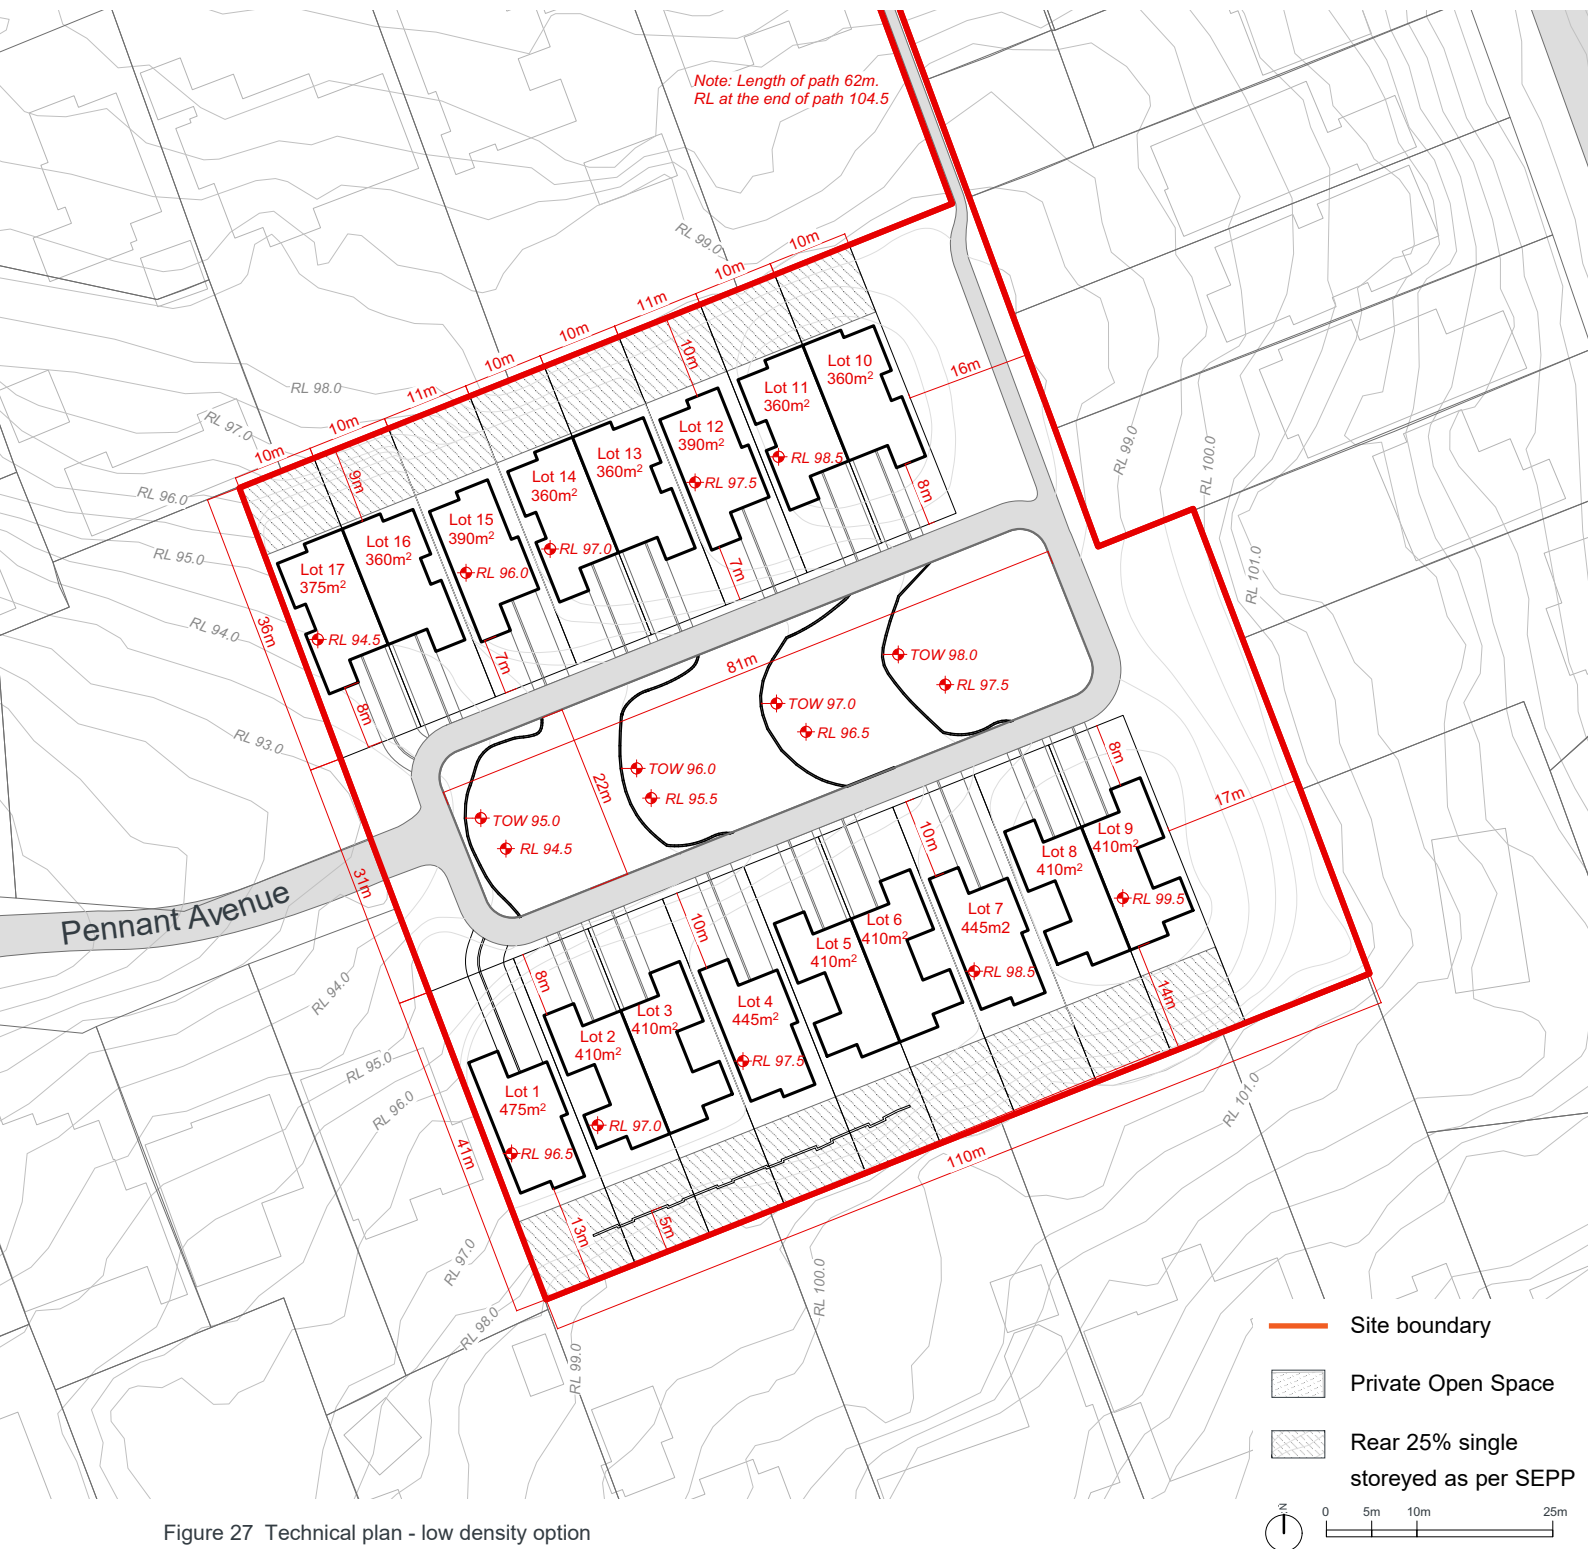 Note: Length of path 62m.
RL at the end of path 104.5
RL 99.0
10m
10m
11m
10m
10m
11m
10m
10m
10m
RL 98.0
RL 97.0
RL 96.0
RL 95.0
RL 94.0
RL 93.0
9m
10m
16m
Lot 10
360m²
Lot 11
360m²
RL 98.5
Lot 12
390m²
RL 97.5
Lot 13
360m²
Lot 14
360m²
RL 97.0
Lot 15
390m²
RL 96.0
Lot 16
360m²
Lot 17
375m²
RL 94.5
8m
7m
7m
8m
36m
RL 99.0
RL 100.0
RL 101.0
81m
22m
TOW 98.0
RL 97.5
TOW 97.0
RL 96.5
TOW 96.0
RL 95.5
TOW 95.0
RL 94.5
31m
Pennant Avenue
8m
10m
10m
8m
17m
Lot 9
410m²
RL 99.5
Lot 8
410m²
Lot 7
445m2
RL 98.5
Lot 6
410m²
Lot 5
410m²
Lot 4
445m²
RL 97.5
Lot 3
410m²
Lot 2
410m²
RL 97.0
Lot 1
475m²
RL 96.5
14m
13m
5m
41m
110m
RL 94.0
RL 95.0
RL 96.0
RL 97.0
RL 98.0
RL 99.0
RL 100.0
RL 101.0
Site boundary
Private Open Space
Rear 25% single
storeyed as per SEPP
N
0 5m 10m 25m
Figure 27 Technical plan - low density option